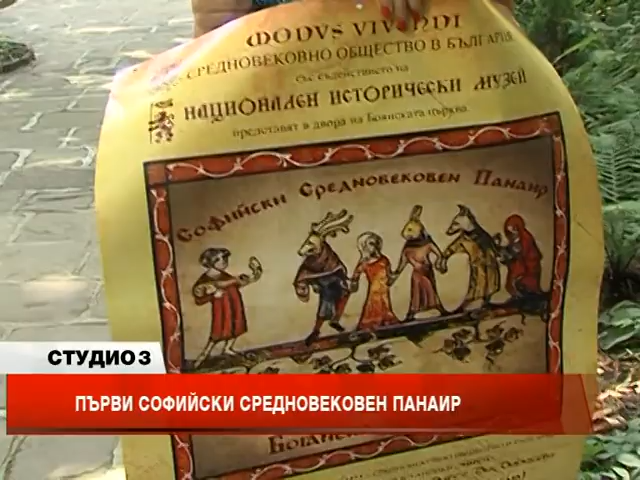 MODVS VIVENDI
СРЕДНОВЕКОВНО ОБЩЕСТВО В БЪЛГАРИЯ
със съдействието на
НАЦИОНАЛЕН ИСТОРИЧЕСКИ МУЗЕЙ
представят в двора на Боянската църква
Софийски Средновековен Панаир
СТУДИО 3
ПЪРВИ СОФИЙСКИ СРЕДНОВЕКОВЕН ПАНАИР